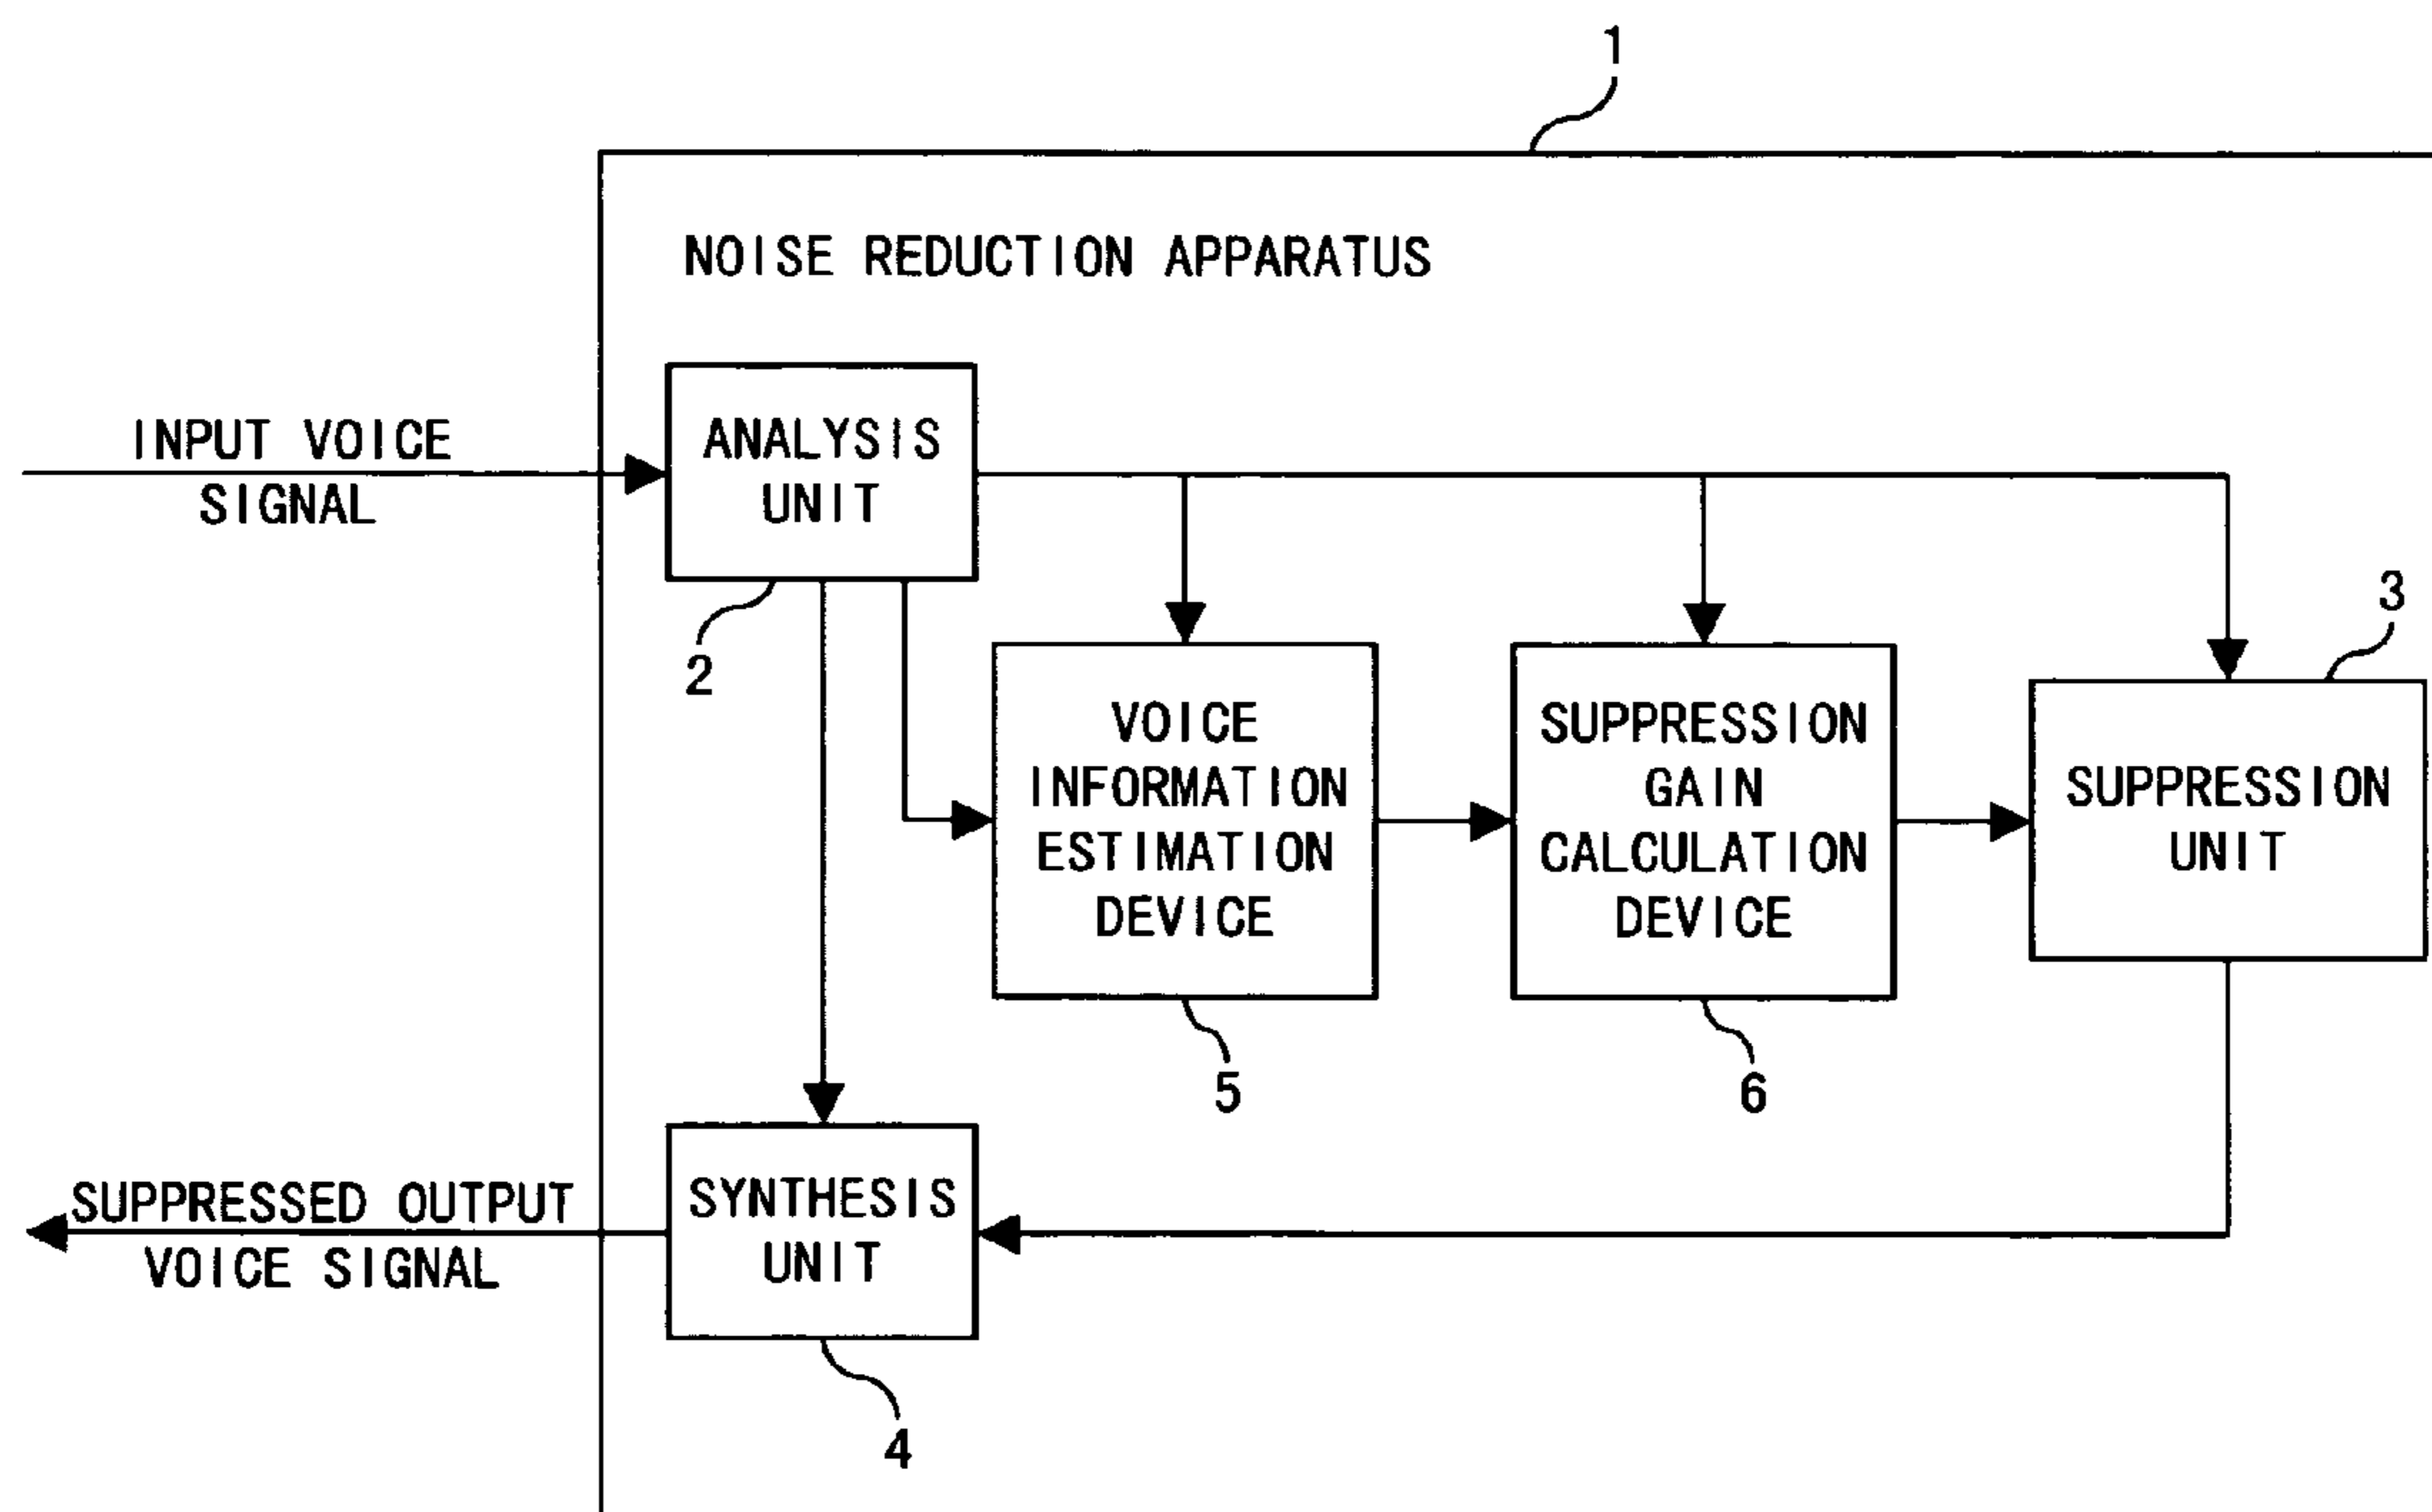 1
NOISE REDUCTION APPARATUS
INPUT VOICE
SIGNAL
ANALYSIS
UNIT
2
3
VOICE
INFORMATION
ESTIMATION
DEVICE
5
SUPPRESSION
GAIN
CALCULATION
DEVICE
6
SUPPRESSION
UNIT
SUPPRESSED OUTPUT
VOICE SIGNAL
SYNTHESIS
UNIT
4